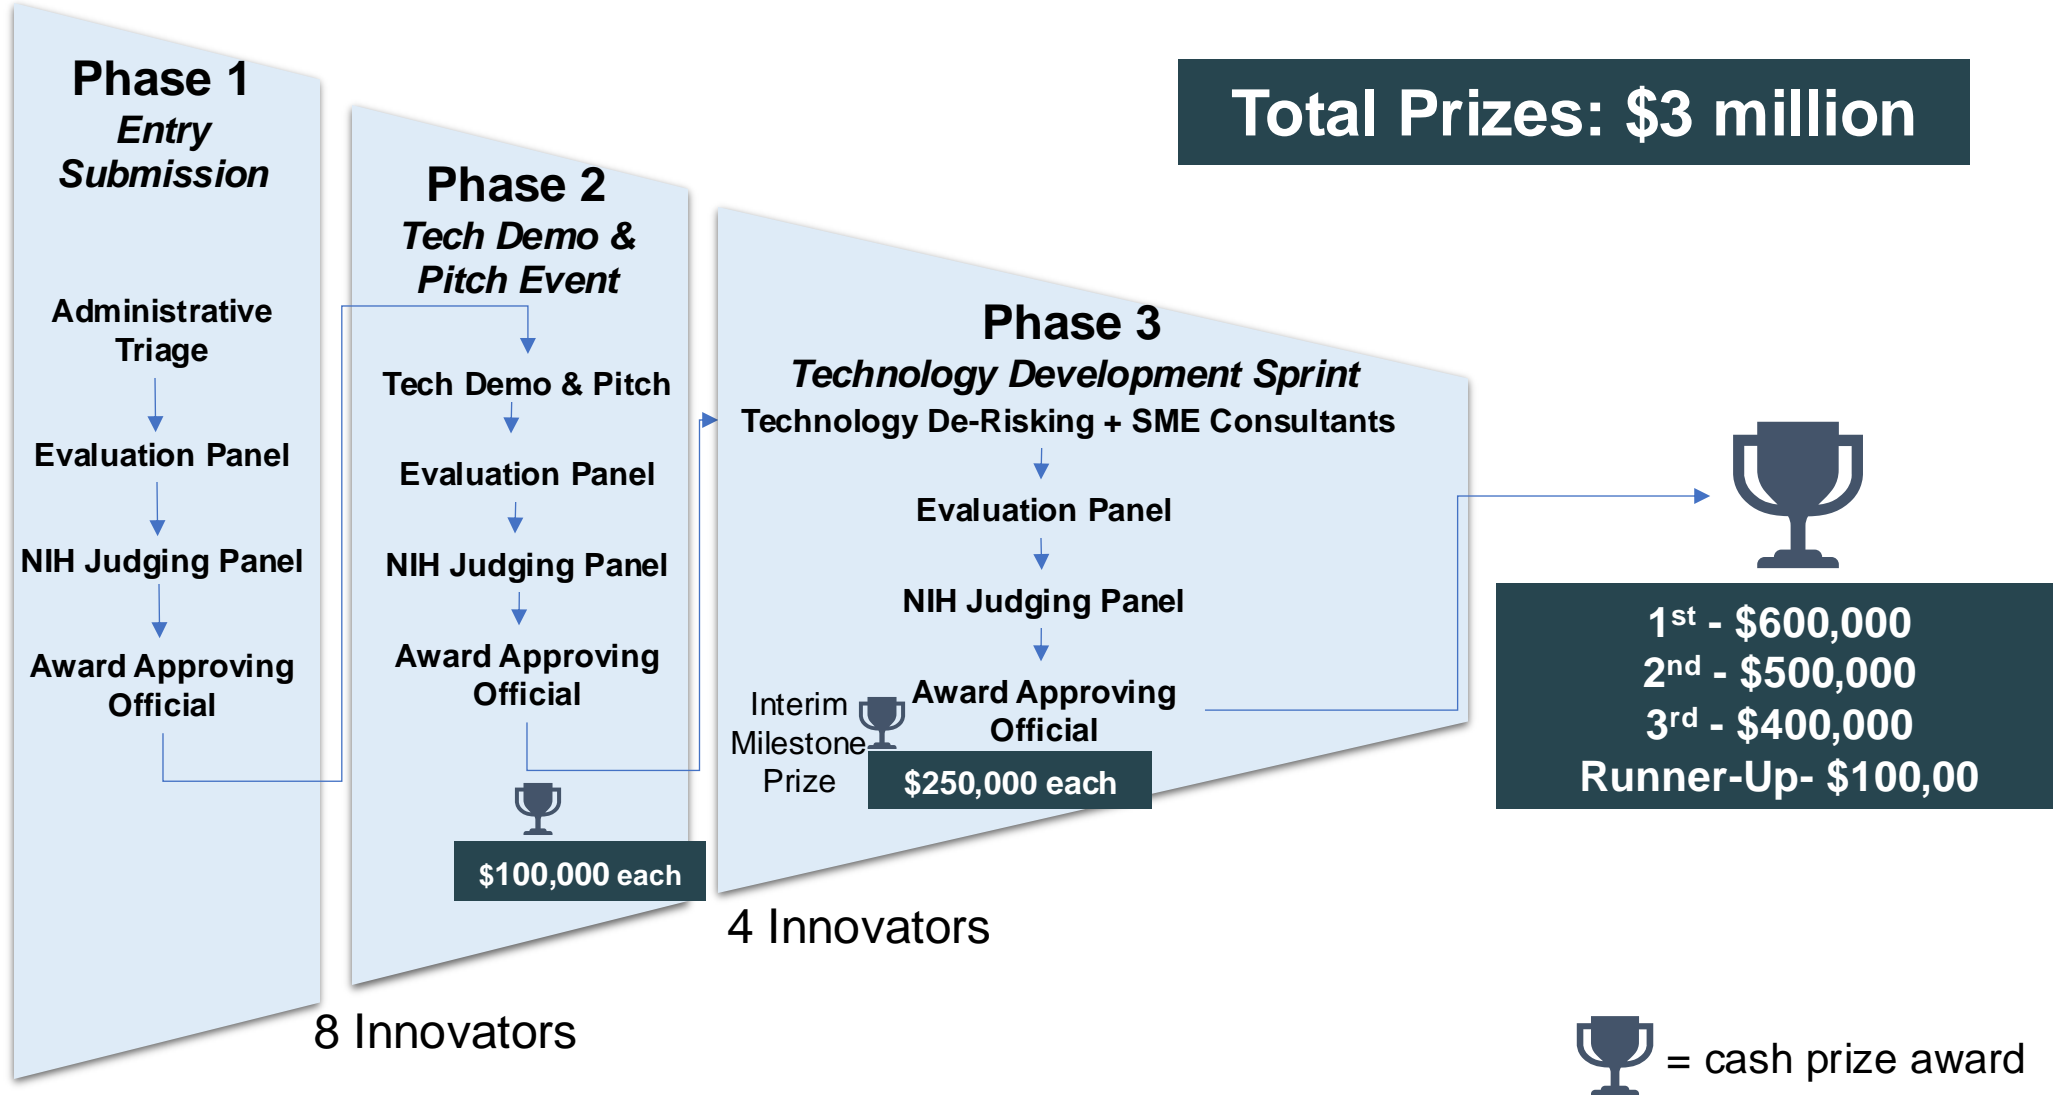 Phase 1
Entry
Submission
Administrative
Triage
Evaluation Panel
NIH Judging Panel
Award Approving
Official
Phase 2
Tech Demo &
Pitch Event
Tech Demo & Pitch
Evaluation Panel
NIH Judging Panel
Award Approving
Official
$100,000 each
8 Innovators
Total Prizes: $3 million
Phase 3
Technology Development Sprint
Technology De-Risking + SME Consultants
Evaluation Panel
NIH Judging Panel
Award Approving
Official
Interim
Milestone
Prize
$250,000 each
4 Innovators
1st - $600,000
2nd - $500,000
3rd - $400,000
Runner-Up- $100,00
= cash prize award